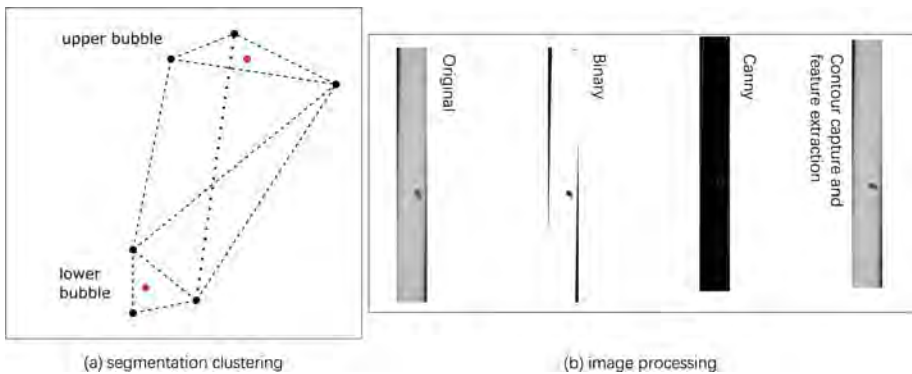 upper bubble
lower
bubble
(a) segmentation clustering
Original
Binary
Canny
Contour capture and
feature extraction
(b) image processing